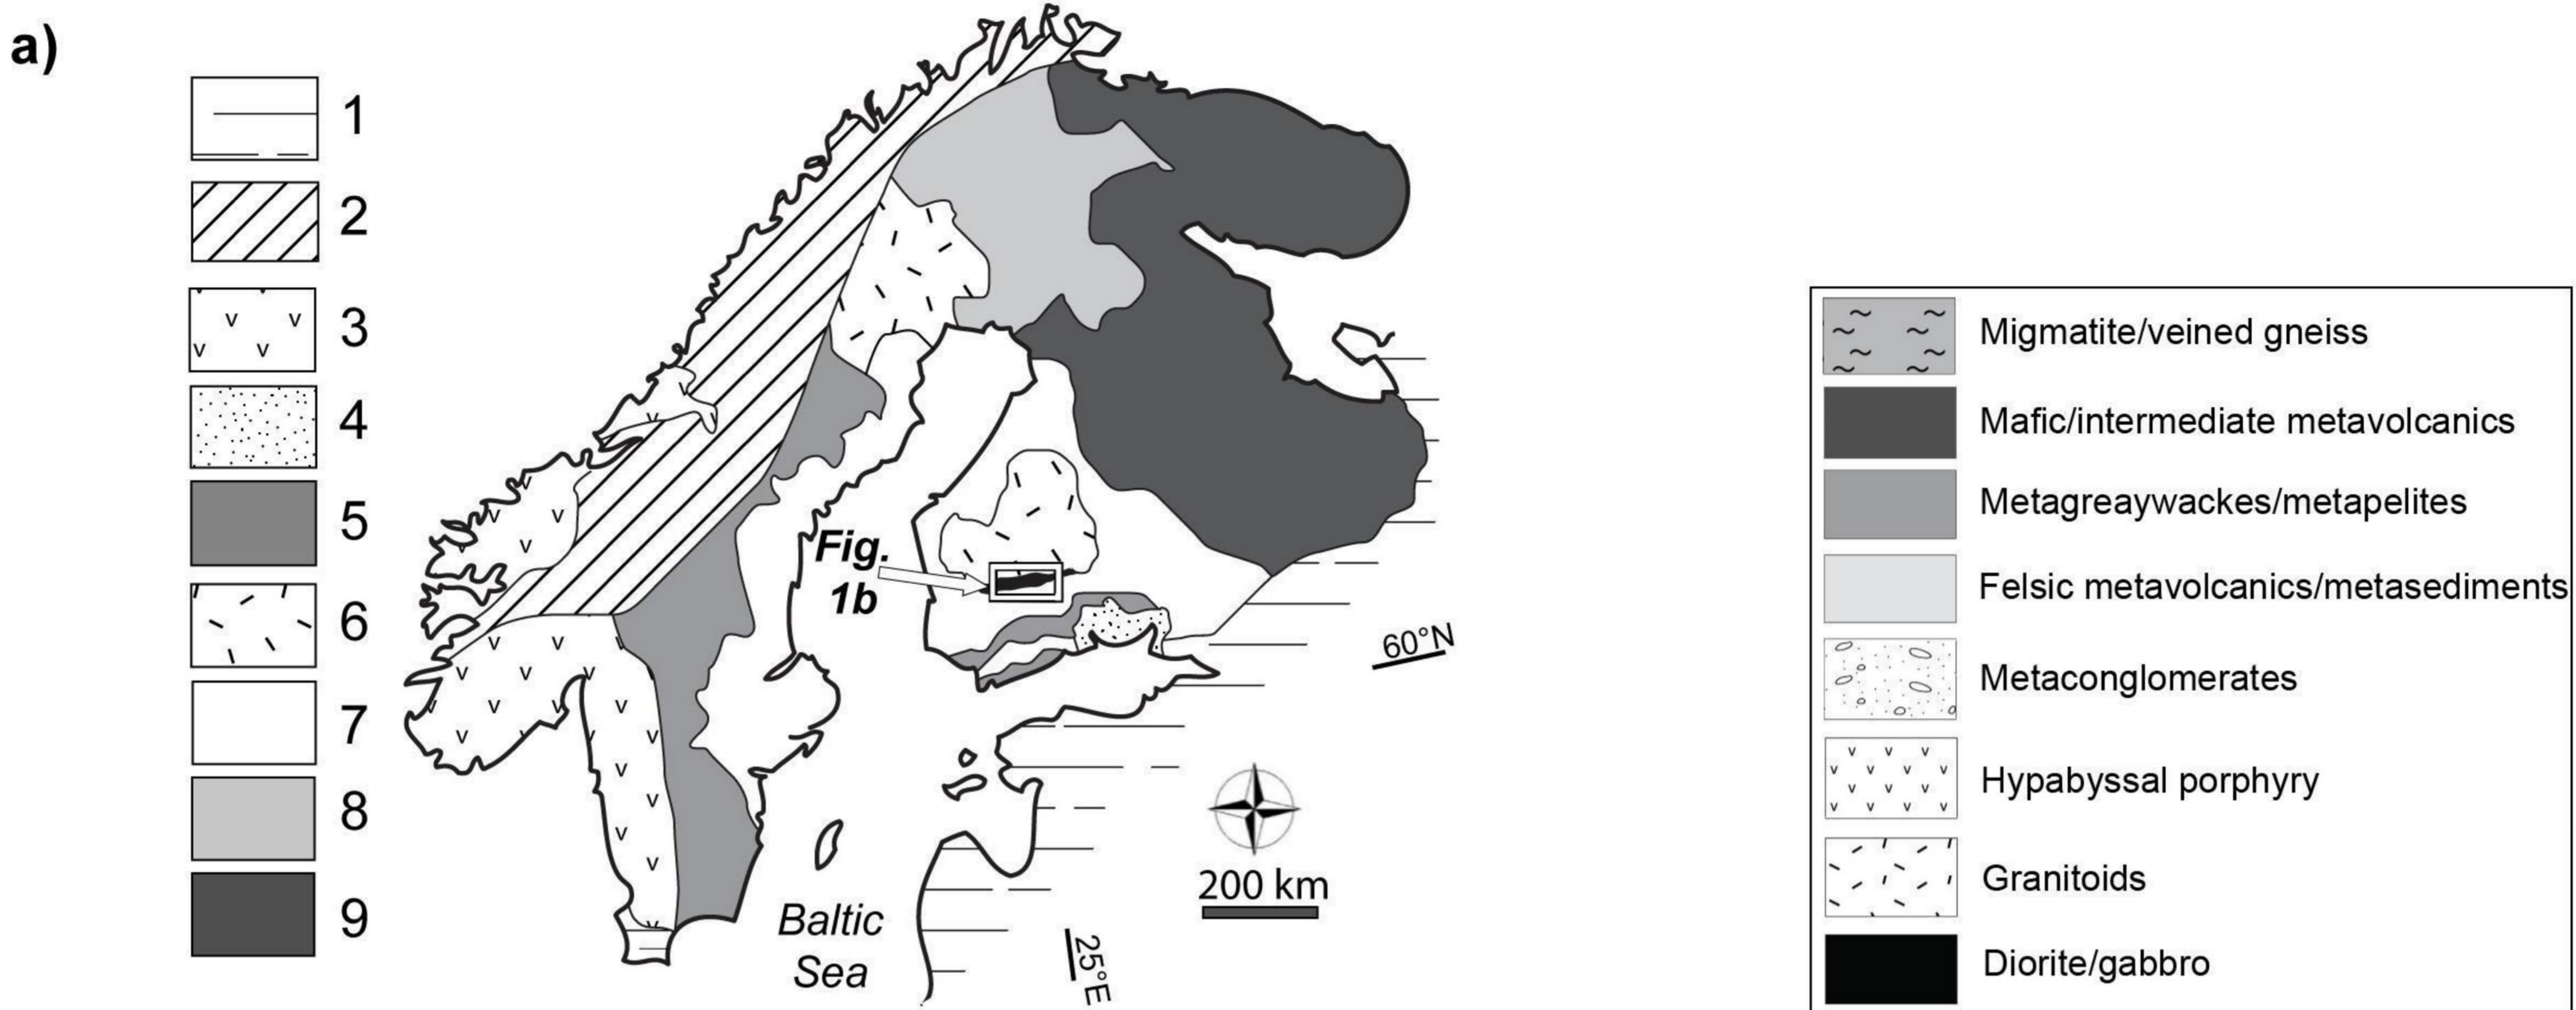 a)
1
2
3
4
5
6
7
8
9
Fig.
1b
60°N
200 km
Baltic
Sea
25°E
Migmatite/veined gneiss
Mafic/intermediate metavolcanics
Metagreaywackes/metapelites
Felsic metavolcanics/metasediments
Metaconglomerates
Hypabyssal porphyry
Granitoids
Diorite/gabbro